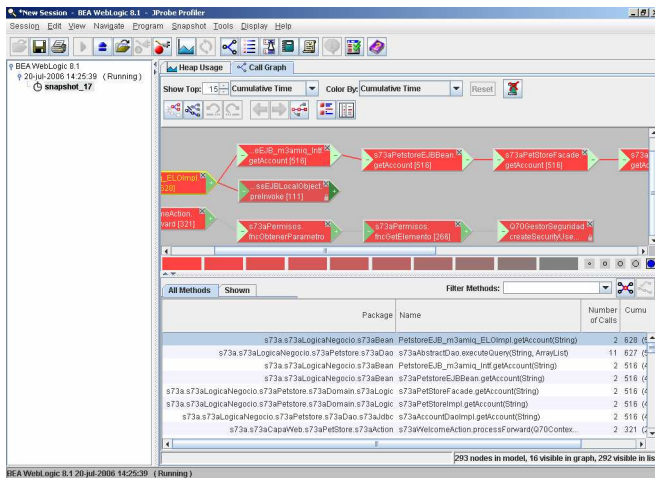 *New Session - BEA WebLogic 8.1 - JProbe Profiler
Session Edit View Navigate Program Snapshot Tools Display Help
BEA WebLogic 8.1
20-jul-2006 14:25:39 (Running)
snapshot_17
Heap Usage Call Graph
Show Top: 15 Cumulative Time Color By: Cumulative Time Reset
.eEJB_m3amiq_Intf.
getAccount [516]
s73aPetstoreEJBBean.
getAccount [516]
s73aPetStoreFacade.
getAccount [516]
s73a
getAc
_ELOImpl.
628]
...ssEJBLocalObject.
preInvoke [111]
meAction.
ward [321]
s73aPermisos.
fncObtenerParametro
s73aPermisos.
fncGetElemento [266]
Q70GestorSeguridad.
createSecurityUse...
All Methods Shown Filter Methods:
Package Name Number of Calls Cumu
s73a.s73aLogicaNegocio.s73aBean PetstoreEJB_m3amiq_ELOImpl.getAccount(String) 2 628 (
s73a.s73aLogicaNegocio.s73aPetstore.s73aDao s73aAbstractDao.executeQuery(String, ArrayList) 11 627 (
s73a.s73aLogicaNegocio.s73aBean PetstoreEJB_m3amiq_Intf.getAccount(String) 2 516 (
s73a.s73aLogicaNegocio.s73aBean s73aPetstoreEJBBean.getAccount(String) 2 516 (
s73a.s73aLogicaNegocio.s73aPetstore.s73aDomain.s73aLogic s73aPetStoreFacade.getAccount(String) 2 516 (
s73a.s73aLogicaNegocio.s73aPetstore.s73aDomain.s73aLogic s73aPetStoreImpl.getAccount(String) 2 516 (
s73a.s73aLogicaNegocio.s73aPetstore.s73aDao.s73aJdbc s73aAccountDaoImpl.getAccount(String) 2 516 (
s73a.s73aCapaWeb.s73aPetStore.s73aAction s73aWelcomeAction.processForward(Q70Contex... 2 321 (
293 nodes in model, 16 visible in graph, 292 visible in lis
BEA WebLogic 8.1 20-jul-2006 14:25:39 (Running)